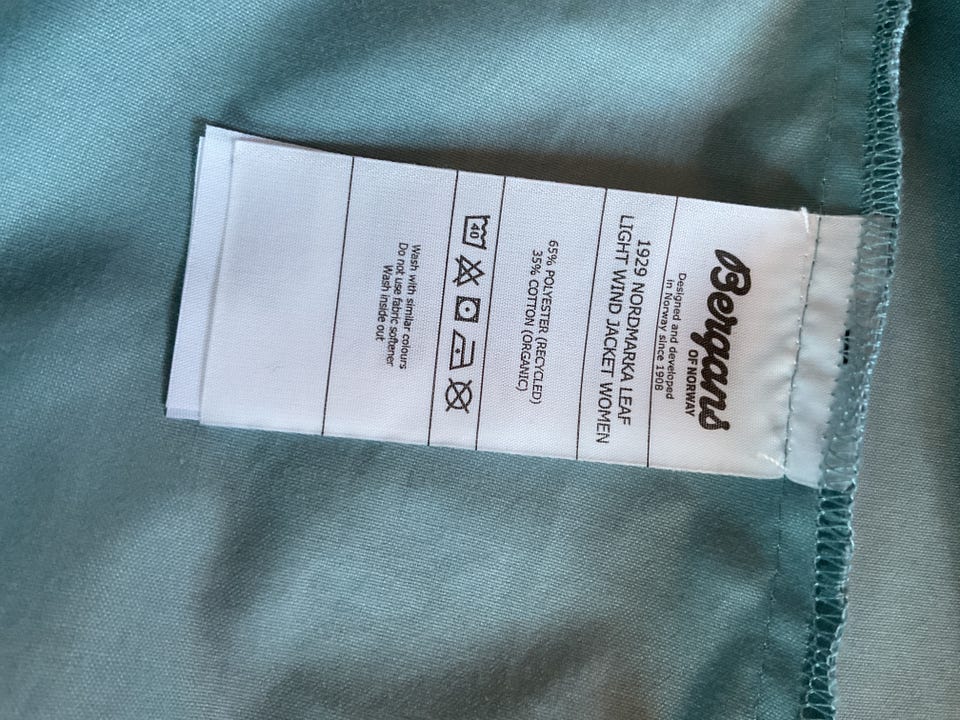 Bergans
OF NORWAY
Designed and developed
in Norway since 1908
1929 NORDMARKA LEAF
LIGHT WIND JACKET WOMEN
65% POLYESTER (RECYCLED)
35% COTTON (ORGANIC)
40
Wash with similar colours
Do not use fabric softener
Wash inside out